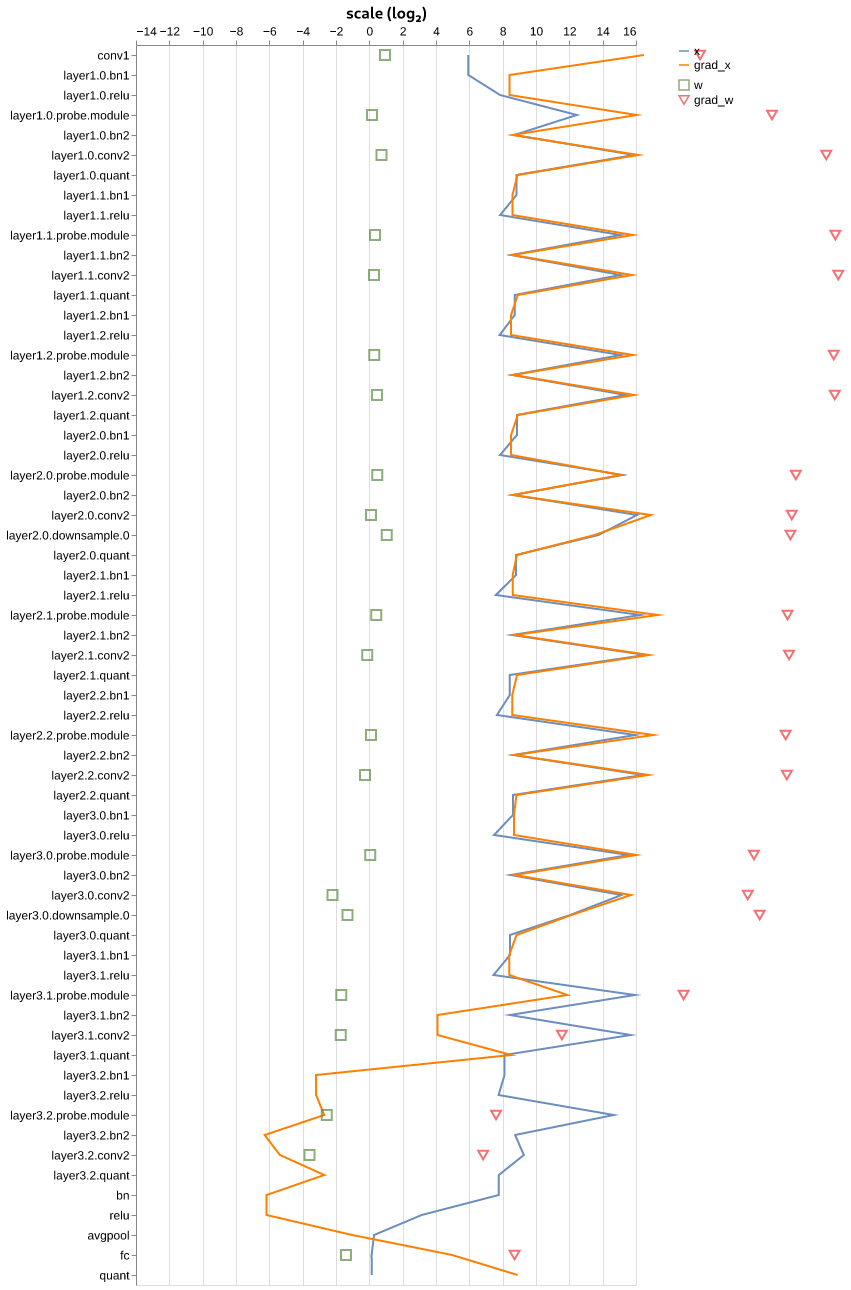 scale (log₂)
−14 −12 −10 −8 −6 −4 −2 0 2 4 6 8 10 12 14 16
conv1
x
grad_x
layer1.0.bn1
w
layer1.0.relu
grad_w
layer1.0.probe.module
layer1.0.bn2
layer1.0.conv2
layer1.0.quant
layer1.1.bn1
layer1.1.relu
layer1.1.probe.module
layer1.1.bn2
layer1.1.conv2
layer1.1.quant
layer1.2.bn1
layer1.2.relu
layer1.2.probe.module
layer1.2.bn2
layer1.2.conv2
layer1.2.quant
layer2.0.bn1
layer2.0.relu
layer2.0.probe.module
layer2.0.bn2
layer2.0.conv2
layer2.0.downsample.0
layer2.0.quant
layer2.1.bn1
layer2.1.relu
layer2.1.probe.module
layer2.1.bn2
layer2.1.conv2
layer2.1.quant
layer2.2.bn1
layer2.2.relu
layer2.2.probe.module
layer2.2.bn2
layer2.2.conv2
layer2.2.quant
layer3.0.bn1
layer3.0.relu
layer3.0.probe.module
layer3.0.bn2
layer3.0.conv2
layer3.0.downsample.0
layer3.0.quant
layer3.1.bn1
layer3.1.relu
layer3.1.probe.module
layer3.1.bn2
layer3.1.conv2
layer3.1.quant
layer3.2.bn1
layer3.2.relu
layer3.2.probe.module
layer3.2.bn2
layer3.2.conv2
layer3.2.quant
bn
relu
avgpool
fc
quant